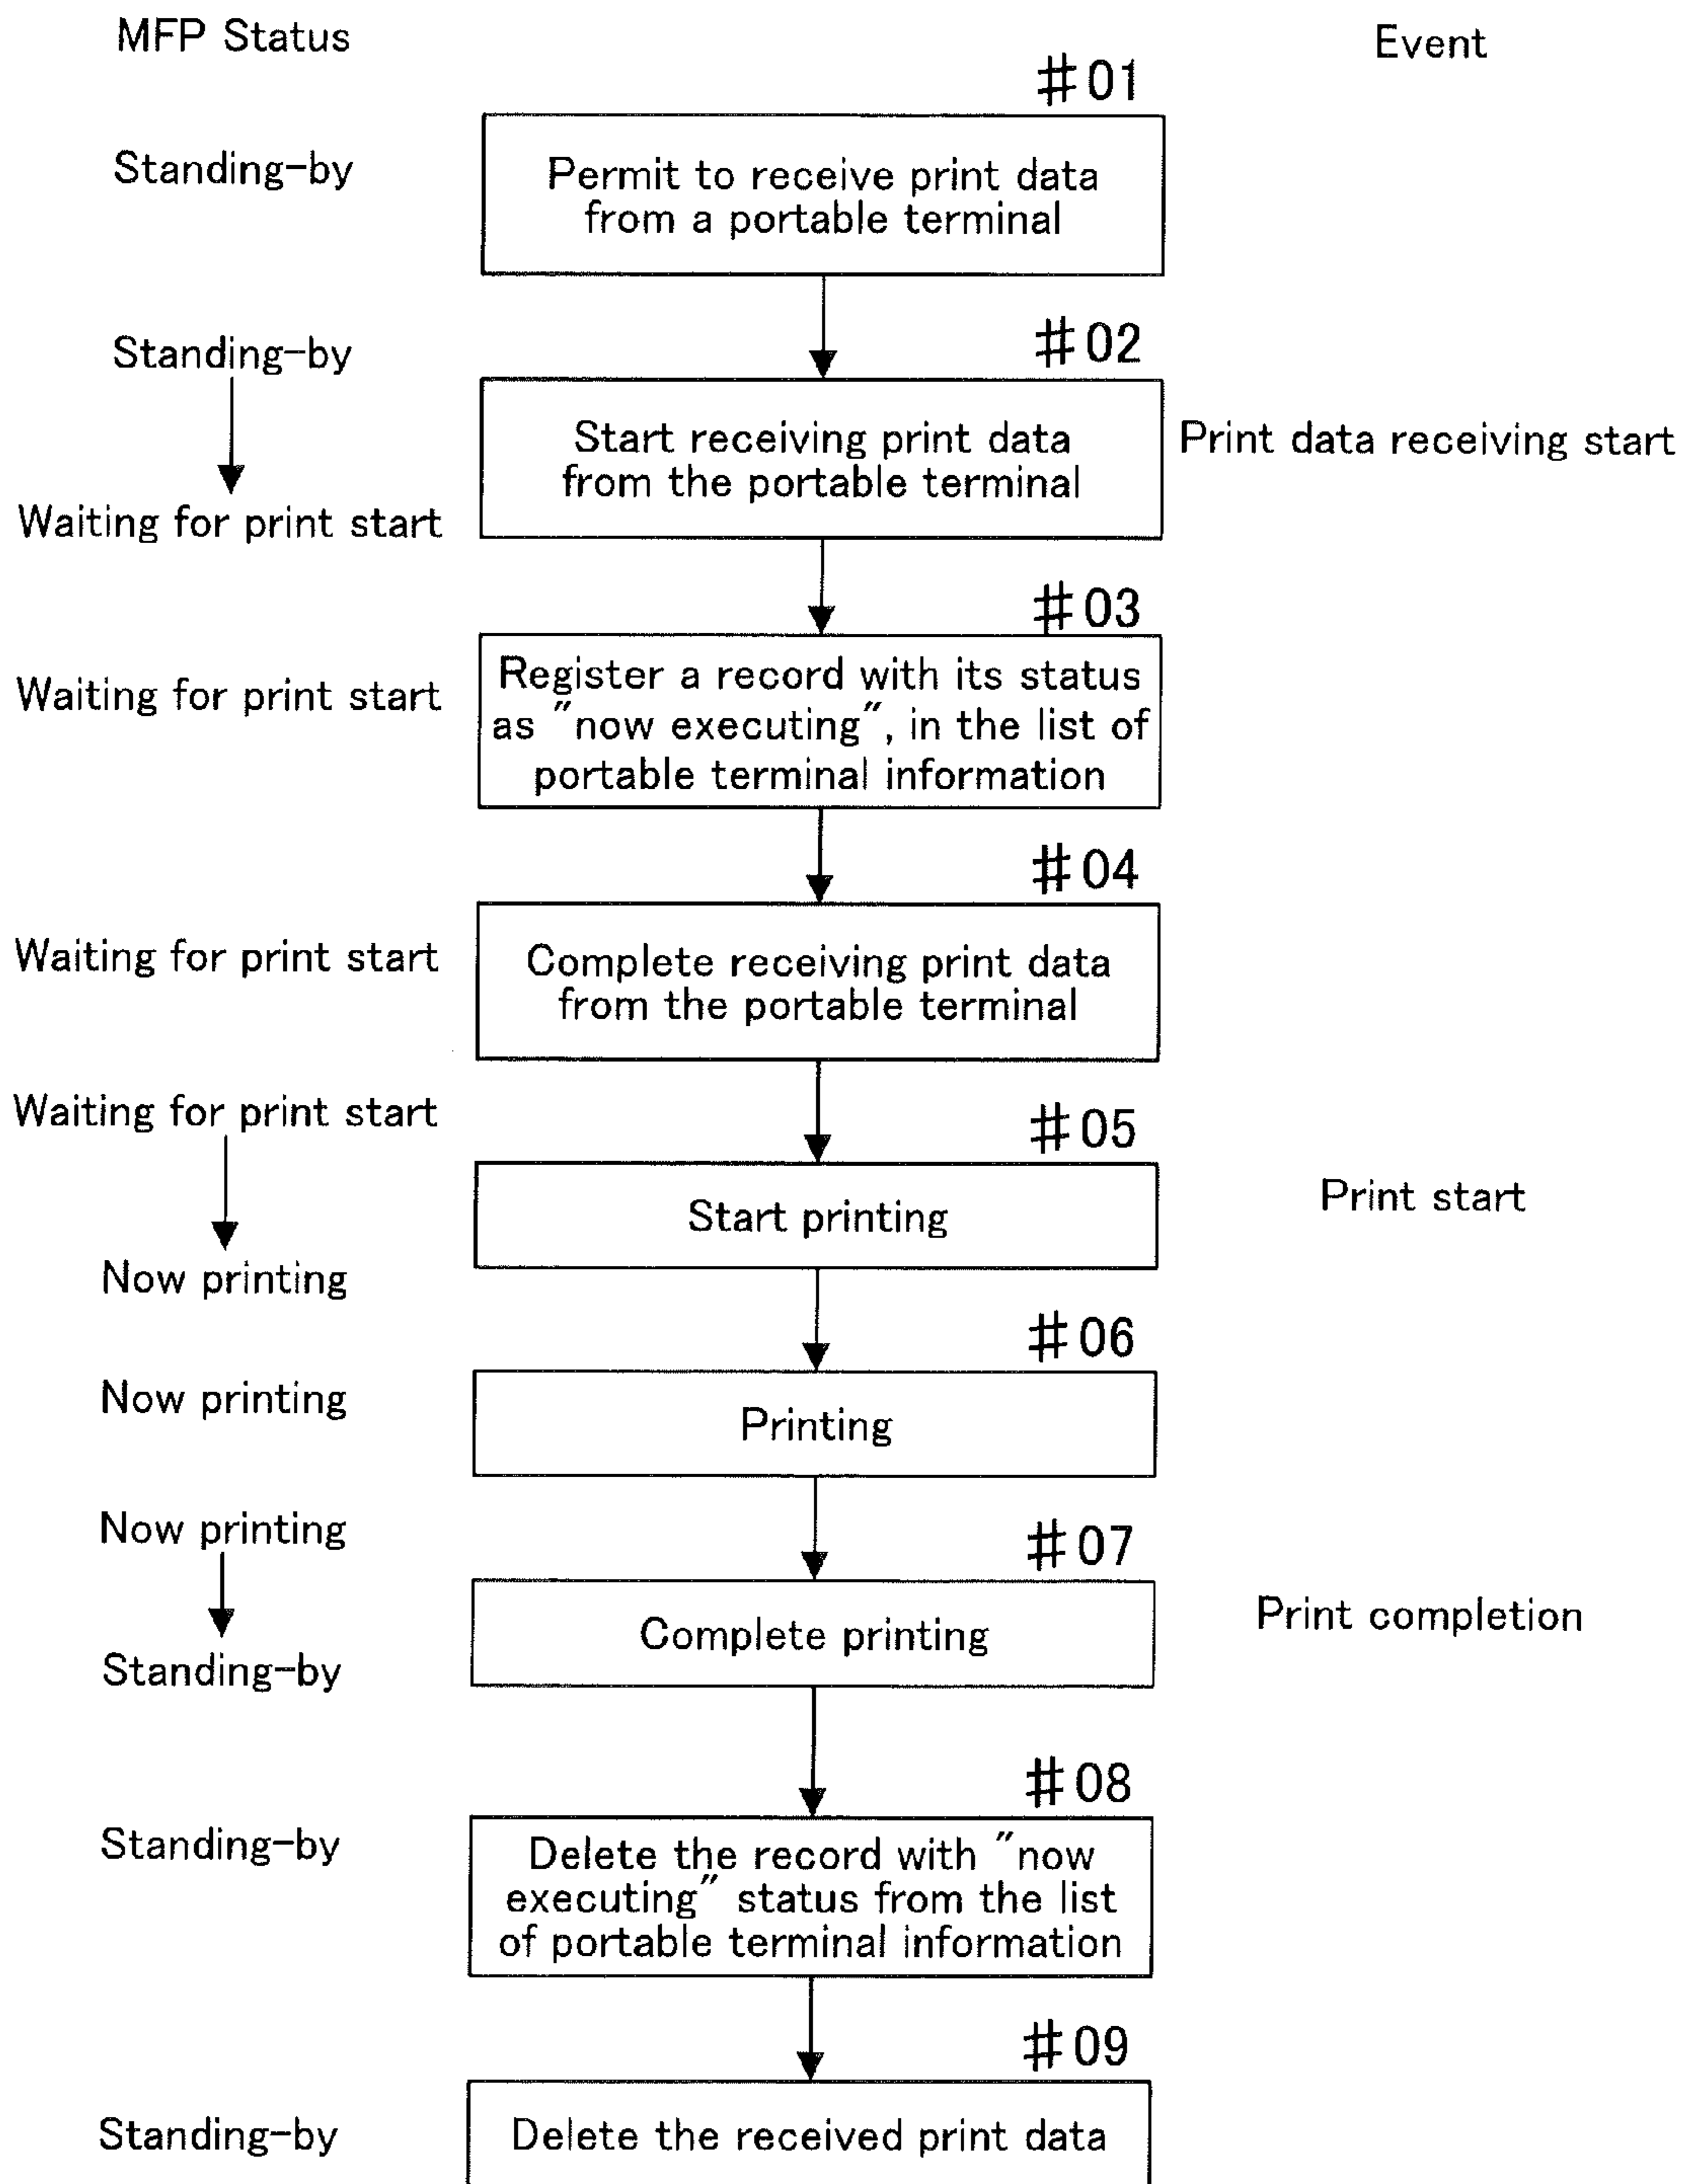 MFP Status
Event
#01
Standing-by
Permit to receive print data
from a portable terminal
Standing-by
#02
Start receiving print data
from the portable terminal
Print data receiving start
Waiting for print start
#03
Waiting for print start
Register a record with its status
as "now executing", in the list of
portable terminal information
#04
Waiting for print start
Complete receiving print data
from the portable terminal
Waiting for print start
#05
Start printing
Print start
Now printing
#06
Now printing
Printing
Now printing
#07
Complete printing
Print completion
Standing-by
#08
Standing-by
Delete the record with "now
executing" status from the list
of portable terminal information
#09
Standing-by
Delete the received print data